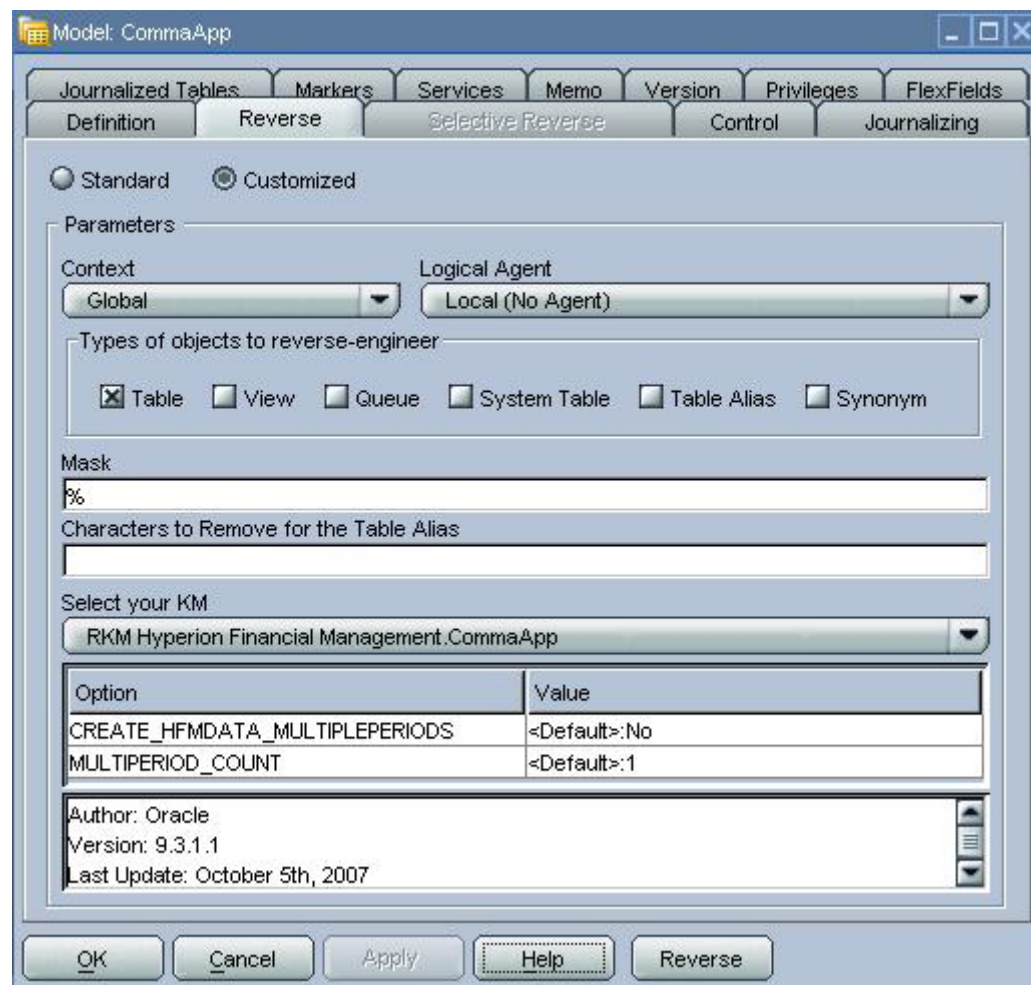 Model: CommaApp
Journalized Tables Markers Services Memo Version Privileges FlexFields
Definition Reverse Selective Reverse Control Journalizing
Standard Customized
Parameters
Context Logical Agent
Global Local (No Agent)
Types of objects to reverse-engineer
Table View Queue System Table Table Alias Synonym
Mask
%
Characters to Remove for the Table Alias
Select your KM
RKM Hyperion Financial Management.CommaApp
Option Value
CREATE_HFMDATA_MULTIPLEPERIODS <Default>:No
MULTIPERIOD_COUNT <Default>:1
Author: Oracle
Version: 9.3.1.1
Last Update: October 5th, 2007
OK Cancel Apply Help Reverse